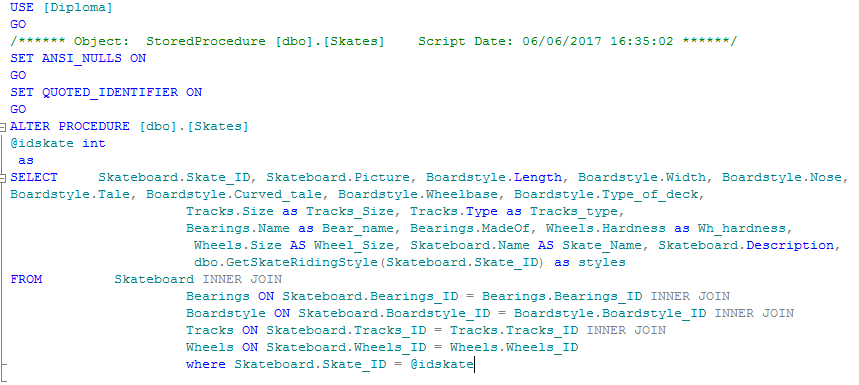 USE [Diploma]
GO
/****** Object:  StoredProcedure [dbo].[Skates]    Script Date: 06/06/2017 16:35:02 ******/
SET ANSI_NULLS ON
GO
SET QUOTED_IDENTIFIER ON
GO
ALTER PROCEDURE [dbo].[Skates]
@idskate int
as
SELECT     Skateboard.Skate_ID, Skateboard.Picture, Boardstyle.Length, Boardstyle.Width, Boardstyle.Nose,
Boardstyle.Tale, Boardstyle.Curved_tale, Boardstyle.Wheelbase, Boardstyle.Type_of_deck,
Tracks.Size as Tracks_Size, Tracks.Type as Tracks_type,
Bearings.Name as Bear_name, Bearings.MadeOf, Wheels.Hardness as Wh_hardness,
Wheels.Size AS Wheel_Size, Skateboard.Name AS Skate_Name, Skateboard.Description,
dbo.GetSkateRidingStyle(Skateboard.Skate_ID) as styles
FROM         Skateboard INNER JOIN
Bearings ON Skateboard.Bearings_ID = Bearings.Bearings_ID INNER JOIN
Boardstyle ON Skateboard.Boardstyle_ID = Boardstyle.Boardstyle_ID INNER JOIN
Tracks ON Skateboard.Tracks_ID = Tracks.Tracks_ID INNER JOIN
Wheels ON Skateboard.Wheels_ID = Wheels.Wheels_ID
where Skateboard.Skate_ID = @idskate